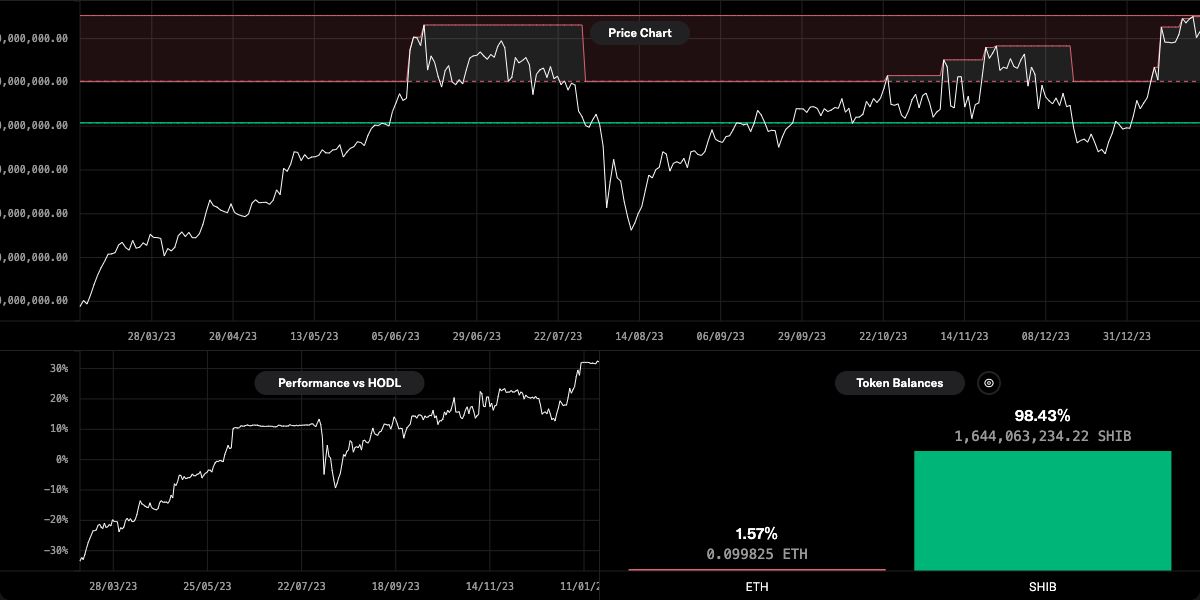 Price Chart
,000,000.00
,000,000.00
,000,000.00
,000,000.00
,000,000.00
,000,000.00
,000,000.00
28/03/23 20/04/23 13/05/23 05/06/23 29/06/23 22/07/23 14/08/23 06/09/23 29/09/23 22/10/23 14/11/23 08/12/23 31/12/23
Performance vs HODL
30%
20%
10%
0%
-10%
-20%
-30%
28/03/23 25/05/23 22/07/23 18/09/23 14/11/23 11/01/2
Token Balances
98.43%
1,644,063,234.22 SHIB
1.57%
0.099825 ETH
ETH SHIB